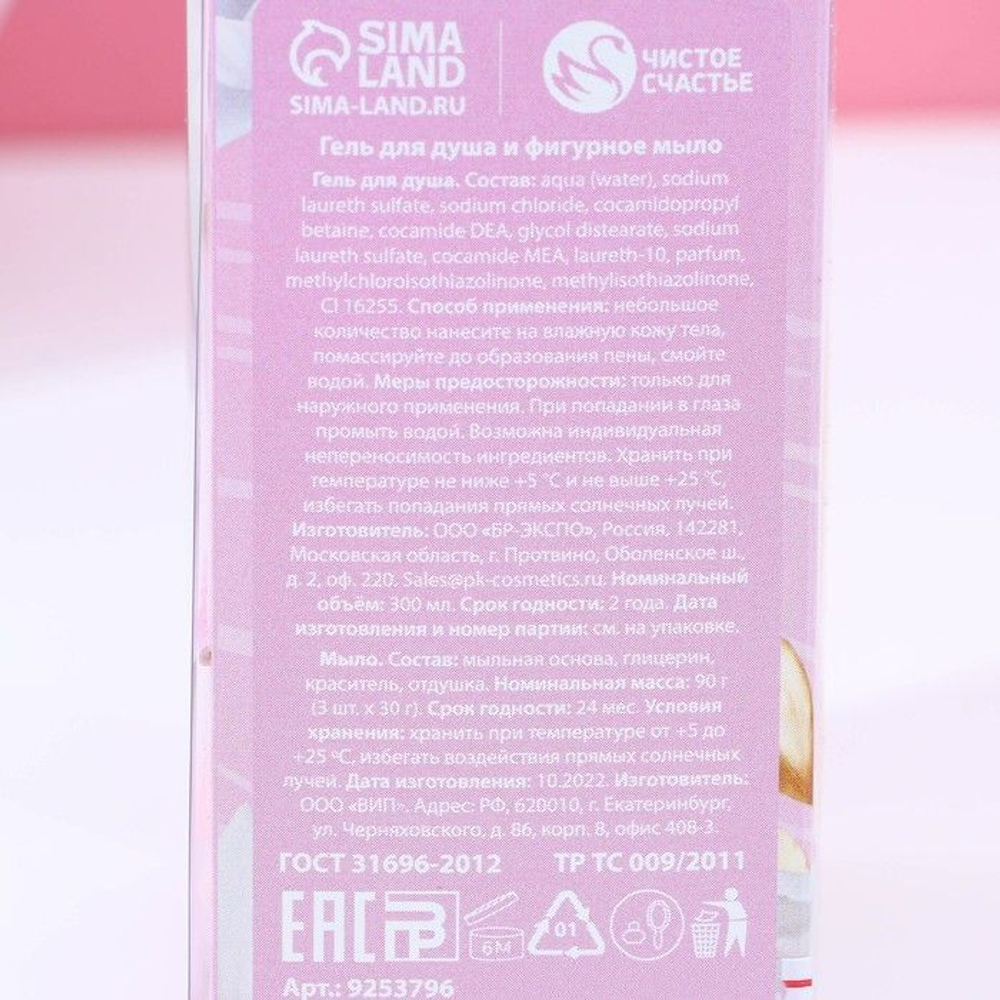 SIMA LAND
SIMA-LAND.RU
ЧИСТОЕ СЧАСТЬЕ
Гель для душа и фигурное мыло
Гель для душа. Состав: aqua (water), sodium
laureth sulfate, sodium chloride, cocamidopropyl
betaine, cocamide DEA, glycol distearate, sodium
laureth sulfate, cocamide MEA, laureth-10, parfum,
methylchloroisothiazolinone, methylisothiazolinone,
CI 16255. Способ применения: небольшое
количество нанесите на влажную кожу тела,
помассируйте до образования пены, смойте
водой. Меры предосторожности: только для
наружного применения. При попадании в глаза
промыть водой. Возможна индивидуальная
непереносимость ингредиентов. Хранить при
температуре не ниже +5 °С и не выше +25 °С,
избегать попадания прямых солнечных лучей.
Изготовитель: ООО «БР-ЭКСПО», Россия, 142281,
Московская область, г. Протвино, Оболенское ш.,
д. 2, оф. 220. Sales@pk-cosmetics.ru. Номинальный
объём: 300 мл. Срок годности: 2 года. Дата
изготовления и номер партии: см. на упаковке.
Мыло. Состав: мыльная основа, глицерин,
краситель, отдушка. Номинальная масса: 90 г
(3 шт. х 30 г). Срок годности: 24 мес. Условия
хранения: хранить при температуре от +5 до
+25 ºС, избегать воздействия прямых солнечных
лучей. Дата изготовления: 10.2022. Изготовитель:
ООО «ВИП». Адрес: РФ, 620010, г. Екатеринбург,
ул. Черняховского, д. 86, корп. 8, офис 408-3.
ГОСТ 31696-2012 ТР ТС 009/2011
EAC 6М 01
Арт.: 9253796